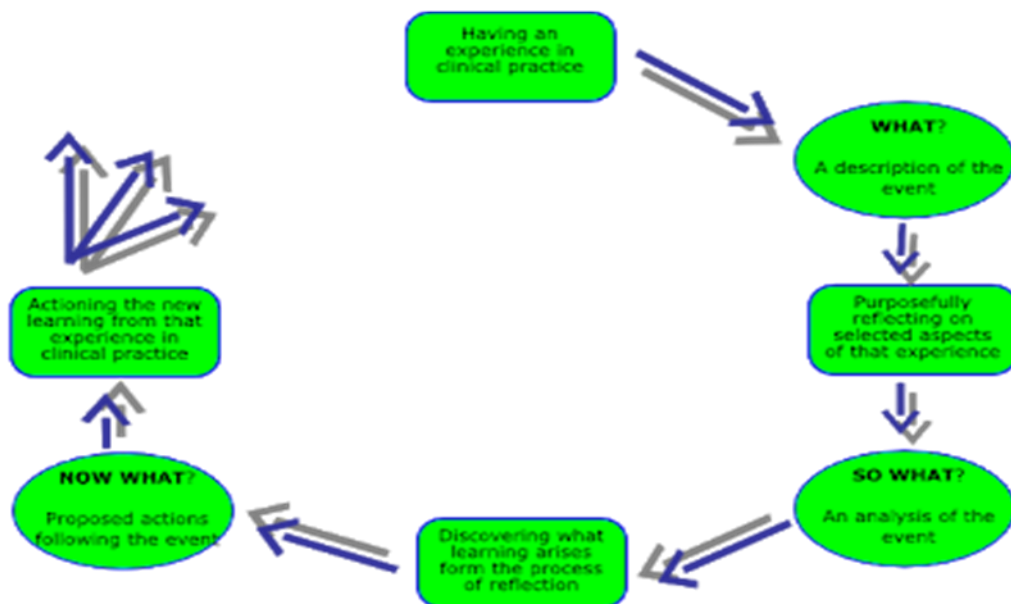 Having an
experience in
clinical practice
WHAT?
A description of the
event
Purposefully
reflecting on
selected aspects
of that experience
SO WHAT?
An analysis of the
event
Discovering what
learning arises
form the process
of reflection
NOW WHAT?
Proposed actions
following the event
Actioning the new
learning from that
experience in
clinical practice